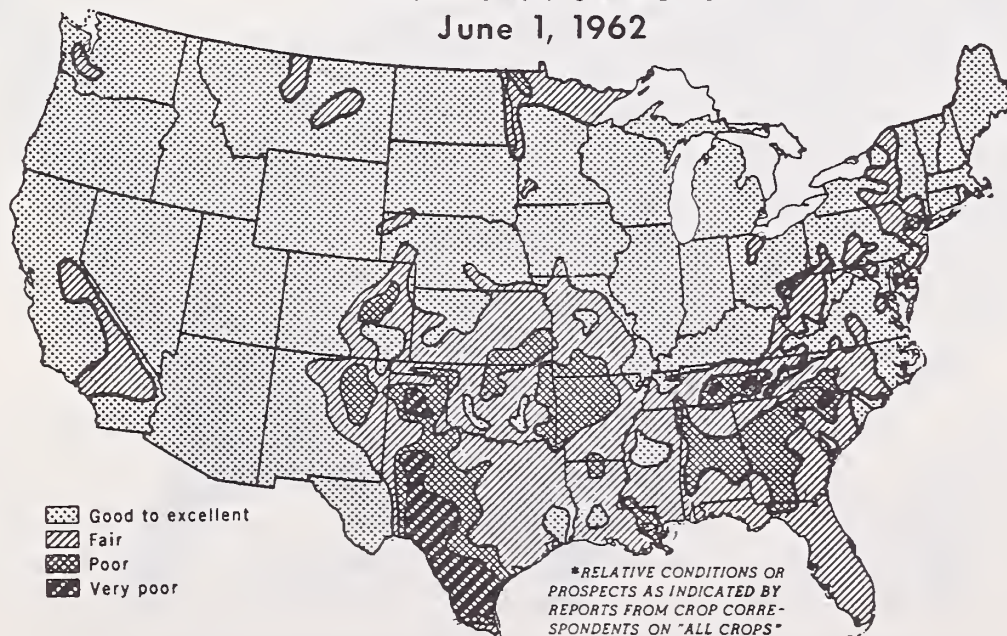 June 1, 1962
Good to excellent
Fair
Poor
Very poor
*RELATIVE CONDITIONS OR
PROSPECTS AS INDICATED BY
REPORTS FROM CROP CORRE-
SPONDENTS ON "ALL CROPS"